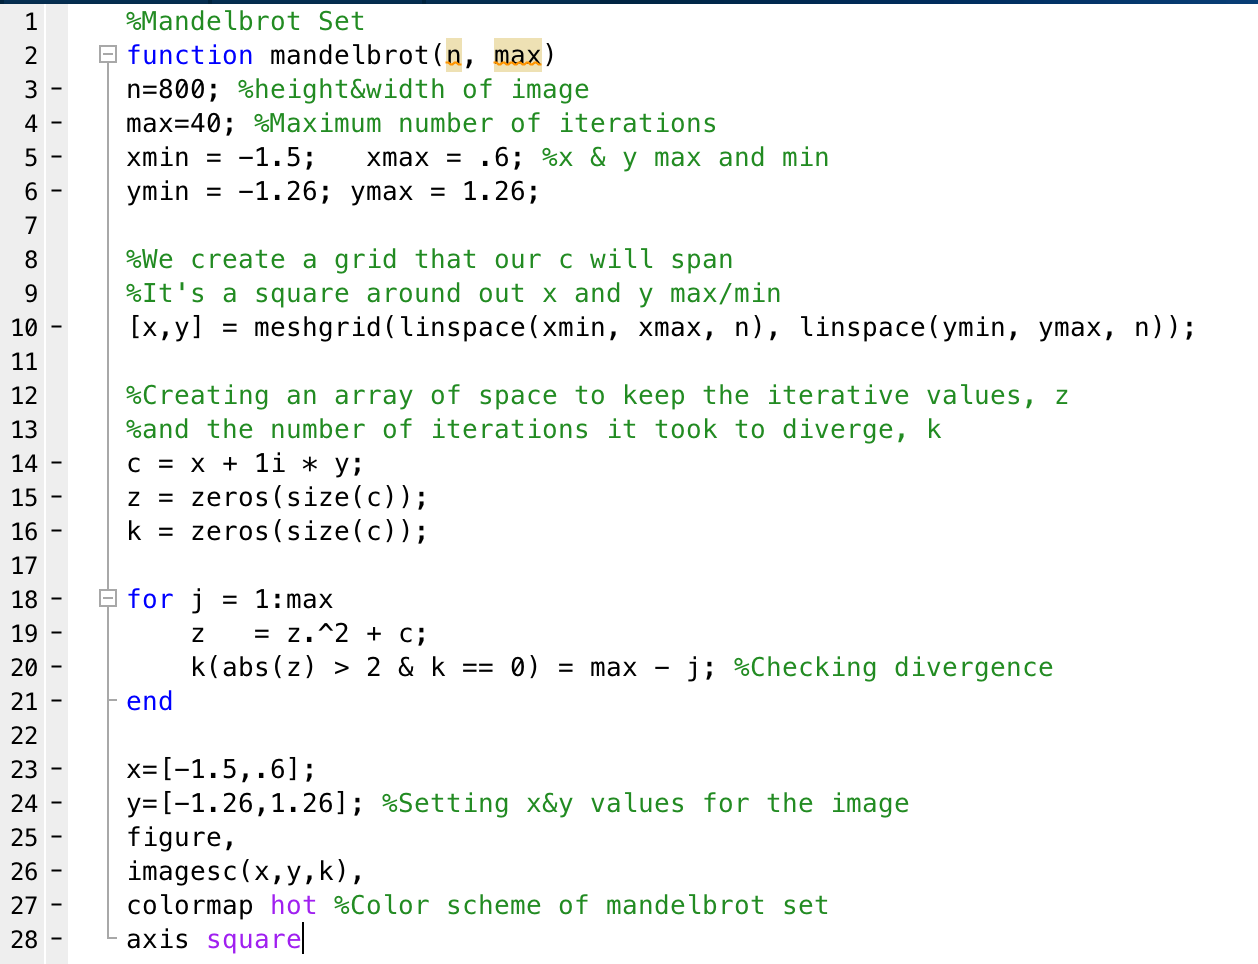 1 %Mandelbrot Set
2 function mandelbrot(n, max)
3 - n=800; %height&width of image
4 - max=40; %Maximum number of iterations
5 - xmin = -1.5;   xmax = .6; %x & y max and min
6 - ymin = -1.26; ymax = 1.26;
7
8 %We create a grid that our c will span
9 %It's a square around out x and y max/min
10 - [x,y] = meshgrid(linspace(xmin, xmax, n), linspace(ymin, ymax, n));
11
12 %Creating an array of space to keep the iterative values, z
13 %and the number of iterations it took to diverge, k
14 - c = x + 1i * y;
15 - z = zeros(size(c));
16 - k = zeros(size(c));
17
18 - for j = 1:max
19 -     z   = z.^2 + c;
20 -     k(abs(z) > 2 & k == 0) = max - j; %Checking divergence
21 - end
22
23 - x=[-1.5,.6];
24 - y=[-1.26,1.26]; %Setting x&y values for the image
25 - figure,
26 - imagesc(x,y,k),
27 - colormap hot %Color scheme of mandelbrot set
28 - axis square